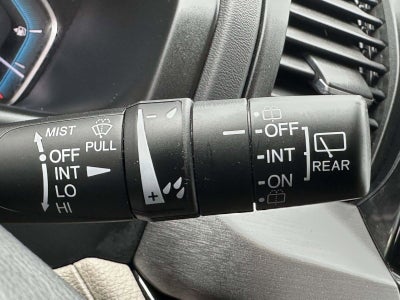 MIST
PULL
OFF
INT
LO
HI
-
+
OFF
INT
REAR
ON